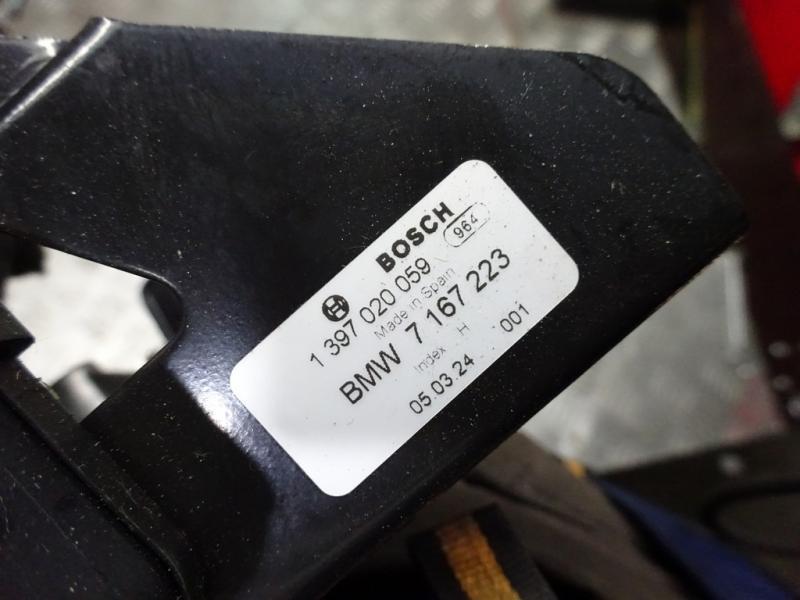 BOSCH
1 397 020 059 964
Made in Spain
BMW 7 167 223
Index H 001
05.03.24